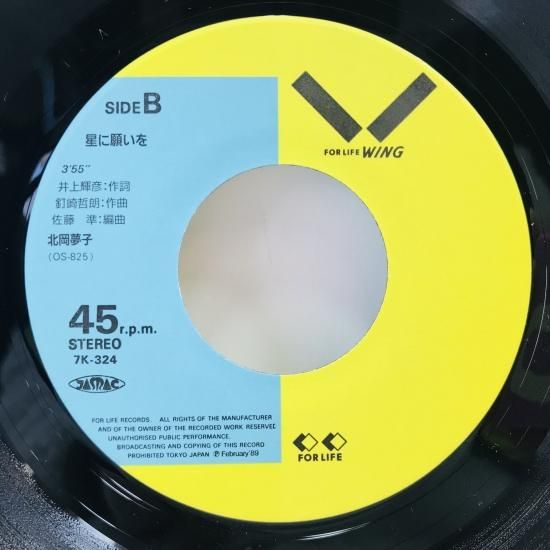 SIDE B
星に願いを
3'55"
井上輝彦:作詞
釘崎哲朗:作曲
佐藤 準:編曲
北岡夢子
(OS-825)
45 r.p.m.
STEREO
7K-324
JASRAC
FOR LIFE RECORDS ALL RIGHTS OF THE MANUFACTURER
AND OF THE OWNER OF THE RECORDED WORK RESERVED
UNAUTHORISED PUBLIC PERFORMANCE.
BROADCASTING AND COPYING OF THIS RECORD
PROHIBITED TOKYO JAPAN Ⓟ February'89
FOR LIFE WING
FOR LIFE